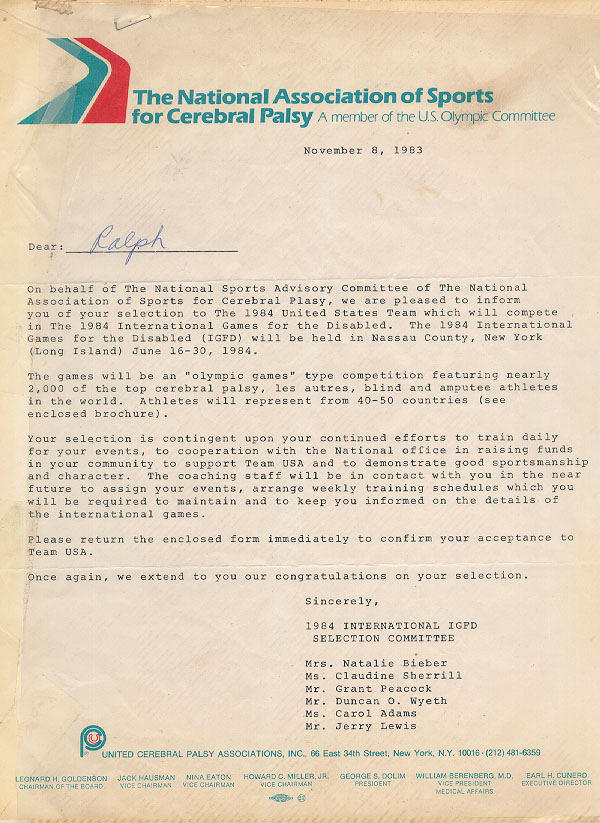 The National Association of Sports
for Cerebral Palsy A member of the U.S. Olympic Committee
November 8, 1983
Dear: Ralph
On behalf of The National Sports Advisory Committee of The National
Association of Sports for Cerebral Plasy, we are pleased to inform
you of your selection to The 1984 United States Team which will compete
in The 1984 International Games for the Disabled. The 1984 International
Games for the Disabled (IGFD) will be held in Nassau County, New York
(Long Island) June 16-30, 1984.
The games will be an "olympic games" type competition featuring nearly
2,000 of the top cerebral palsy, les autres, blind and amputee athletes
in the world. Athletes will represent from 40-50 countries (see
enclosed brochure).
Your selection is contingent upon your continued efforts to train daily
for your events, to cooperation with the National office in raising funds
in your community to support Team USA and to demonstrate good sportsmanship
and character. The coaching staff will be in contact with you in the near
future to assign your events, arrange weekly training schedules which you
will be required to maintain and to keep you informed on the details of
the international games.
Please return the enclosed form immediately to confirm your acceptance to
Team USA.
Once again, we extend to you our congratulations on your selection.
Sincerely,
1984 INTERNATIONAL IGFD
SELECTION COMMITTEE
Mrs. Natalie Bieber
Ms. Claudine Sherrill
Mr. Grant Peacock
Mr. Duncan O. Wyeth
Ms. Carol Adams
Mr. Jerry Lewis
UNITED CEREBRAL PALSY ASSOCIATIONS, INC., 66 East 34th Street, New York, N.Y. 10016 · (212) 481-6359
LEONARD H. GOLDENSON JACK HAUSMAN NINA EATON HOWARD C. MILLER, JR. GEORGE S. DOLIM WILLIAM BERENBERG, M.D. EARL H. CUNERD
CHAIRMAN OF THE BOARD VICE CHAIRMAN VICE CHAIRMAN VICE CHAIRMAN PRESIDENT VICE PRESIDENT EXECUTIVE DIRECTOR
MEDICAL AFFAIRS